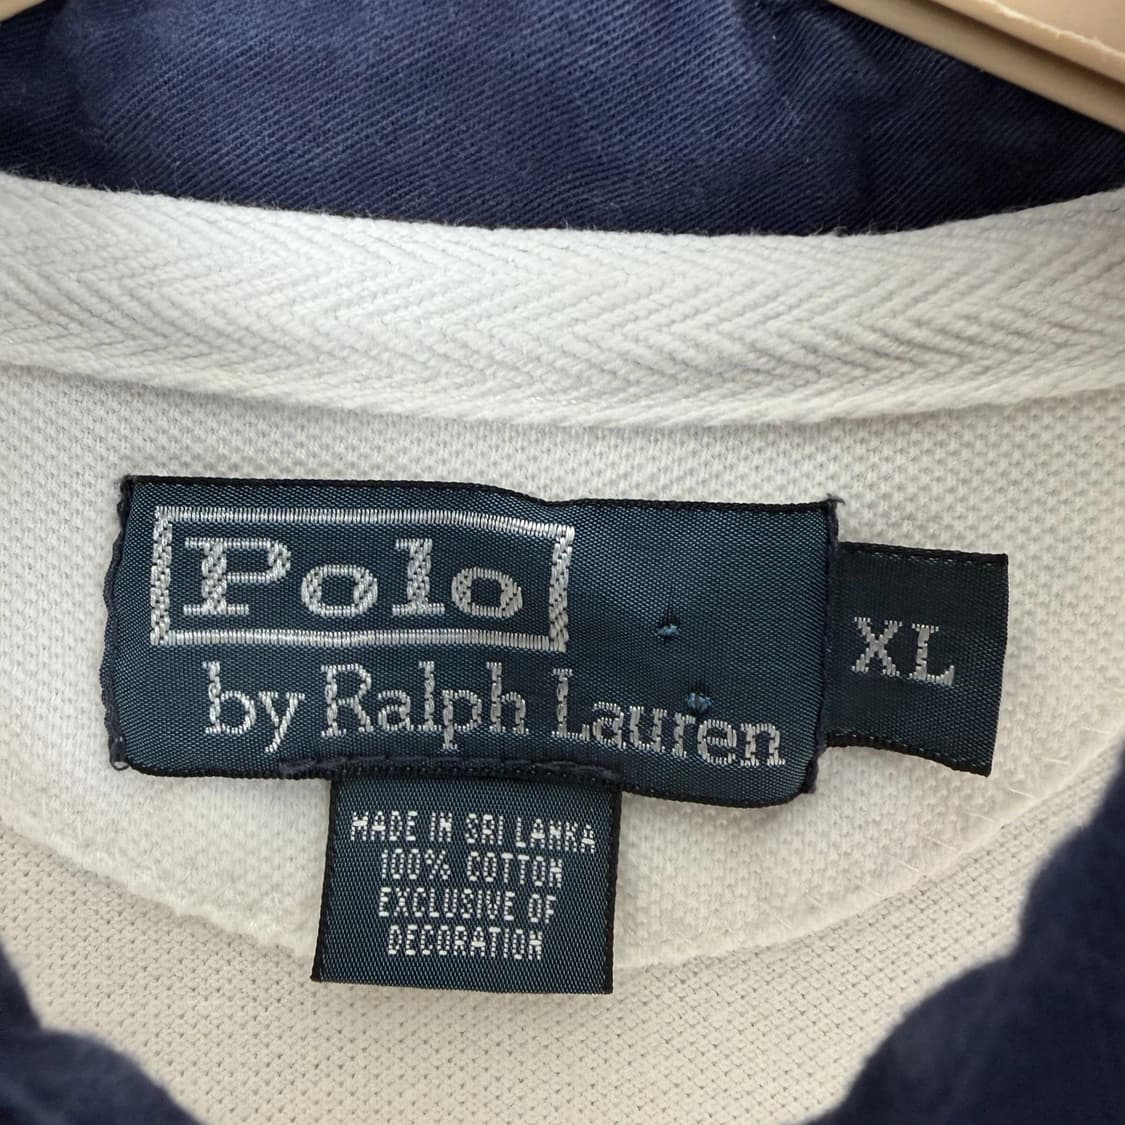 Polo
by Ralph Lauren
XL
MADE IN SRI LANKA
100% COTTON
EXCLUSIVE OF
DECORATION